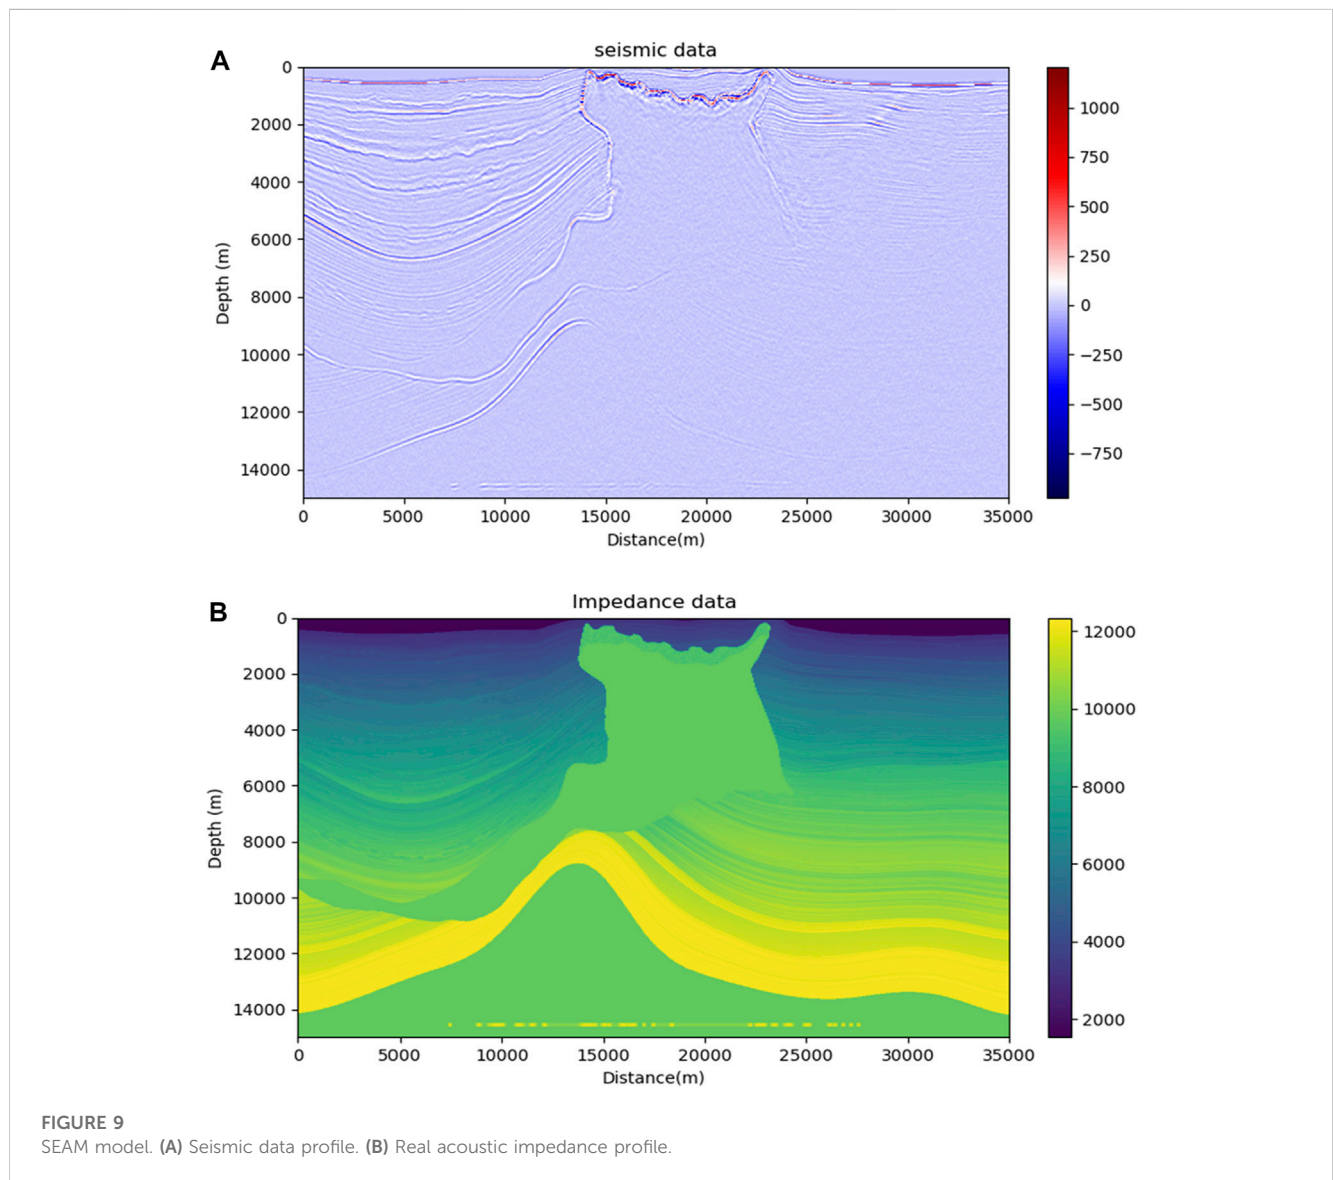 A
seismic data
0
2000
4000
6000
8000
10000
12000
14000
Depth (m)
0 5000 10000 15000 20000 25000 30000 35000
Distance(m)
1000
750
500
250
0
−250
−500
−750
B
Impedance data
0
2000
4000
6000
8000
10000
12000
14000
Depth (m)
0 5000 10000 15000 20000 25000 30000 35000
Distance(m)
12000
10000
8000
6000
4000
2000
FIGURE 9
SEAM model. (A) Seismic data profile. (B) Real acoustic impedance profile.